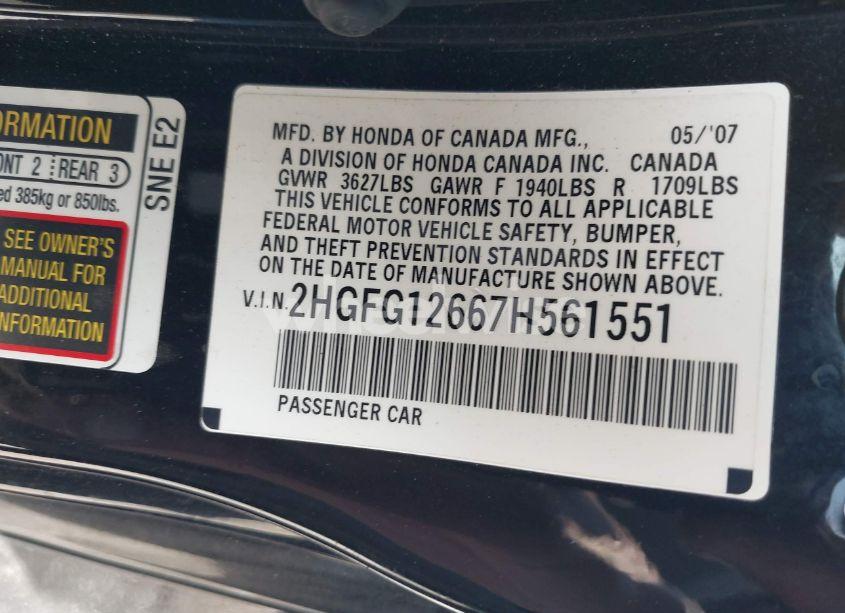 ORMATION
ONT 2 REAR 3
ed 385kg or 850lbs.
SEE OWNER'S
MANUAL FOR
ADDITIONAL
INFORMATION
SNE E2
MFD. BY HONDA OF CANADA MFG., 05/'07
A DIVISION OF HONDA CANADA INC. CANADA
GVWR 3627LBS GAWR F 1940LBS R 1709LBS
THIS VEHICLE CONFORMS TO ALL APPLICABLE
FEDERAL MOTOR VEHICLE SAFETY, BUMPER,
AND THEFT PREVENTION STANDARDS IN EFFECT
ON THE DATE OF MANUFACTURE SHOWN ABOVE.
V.I.N. 2HGFG12667H561551
PASSENGER CAR